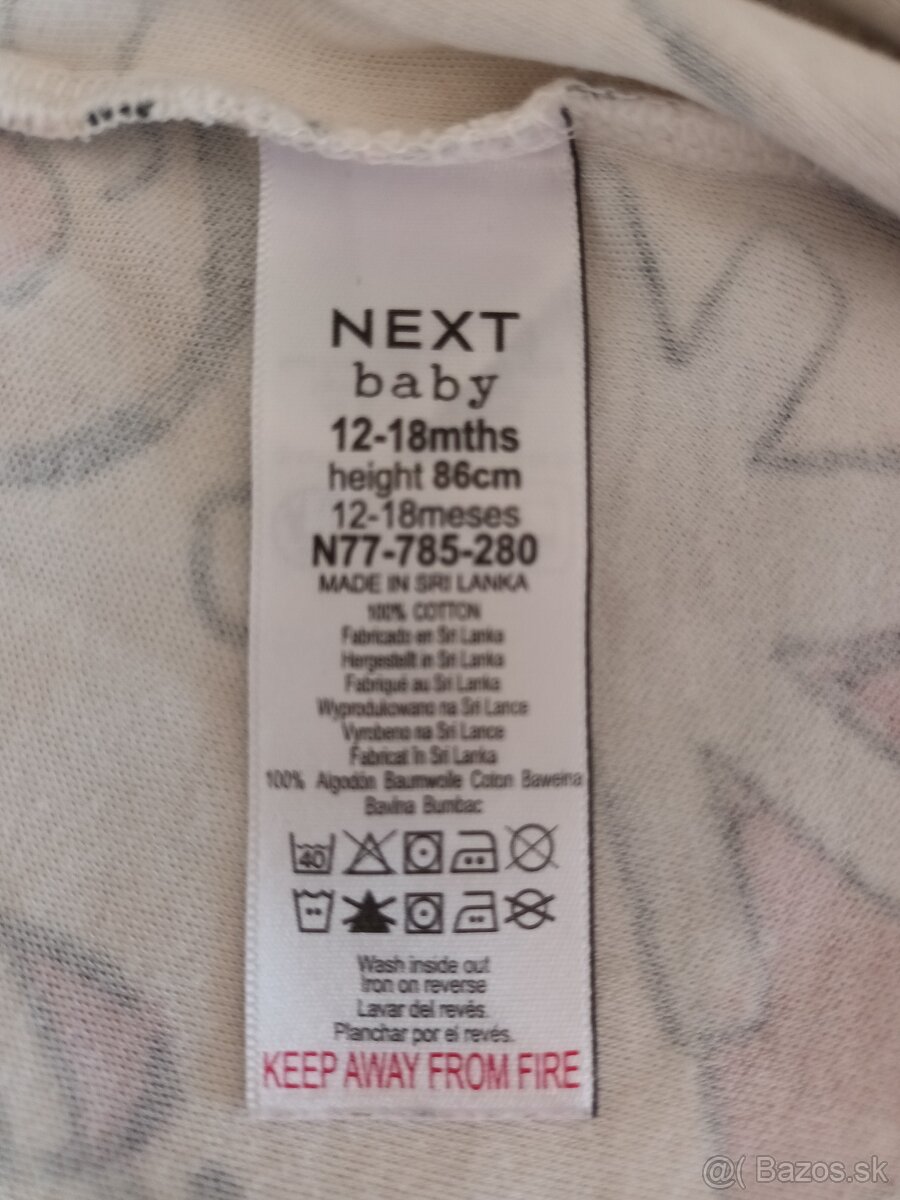 NEXT
baby
12-18mths
height 86cm
12-18meses
N77-785-280
MADE IN SRI LANKA
100% COTTON
Fabricado en Sri Lanka
Hergestellt in Sri Lanka
Fabriqué au Sri Lanka
Wyprodukowano na Sri Lance
Vyrobeno na Sri Lance
Fabricat în Sri Lanka
100% Algodón Baumwolle Coton Bawełna
Bavlna Bumbac
40
Wash inside out
Iron on reverse
Lavar del revés.
Planchar por el revés.
KEEP AWAY FROM FIRE
@( Bazos.sk